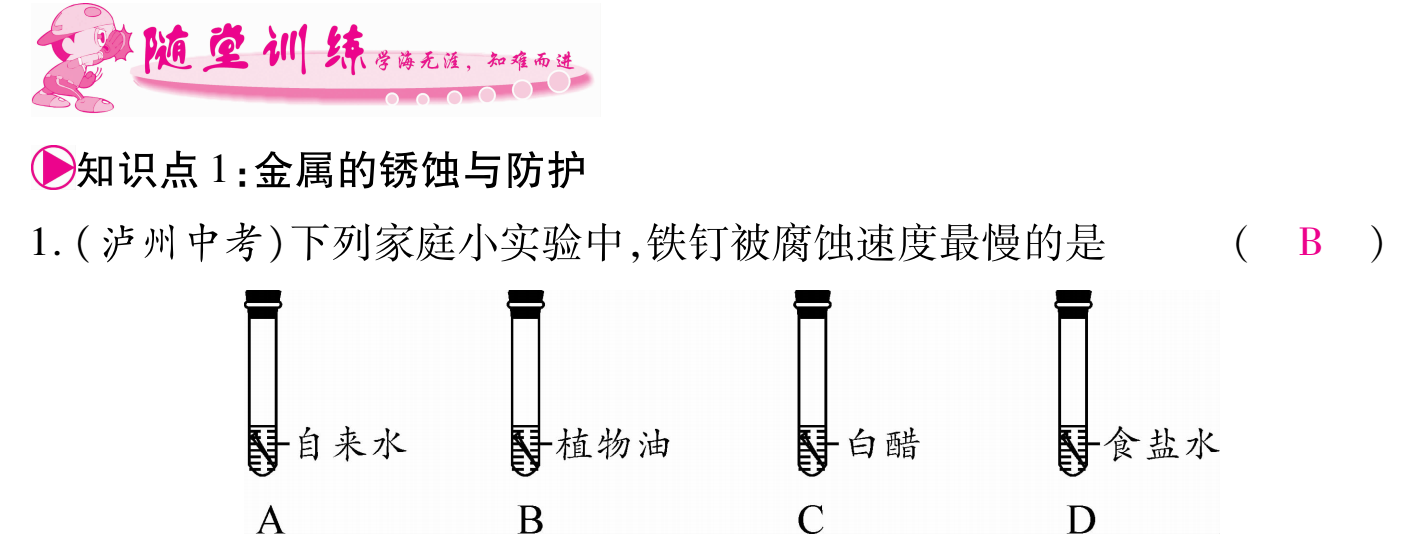 随堂训练 学海无涯，知难而进
知识点1：金属的锈蚀与防护
1.(泸州中考)下列家庭小实验中,铁钉被腐蚀速度最慢的是 ( B )
自来水 植物油 白醋 食盐水
A B C D